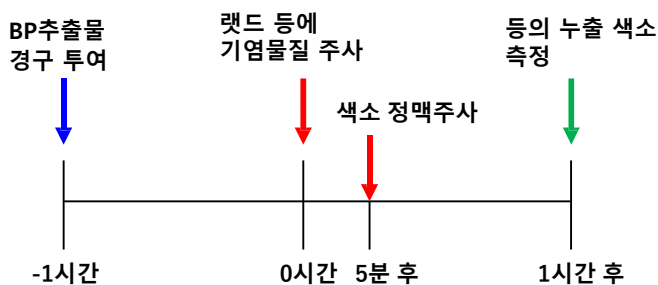 BP추출물
경구 투여
랫드 등에
기염물질 주사
색소 정맥주사
등의 누출 색소
측정
-1시간
0시간
5분 후
1시간 후